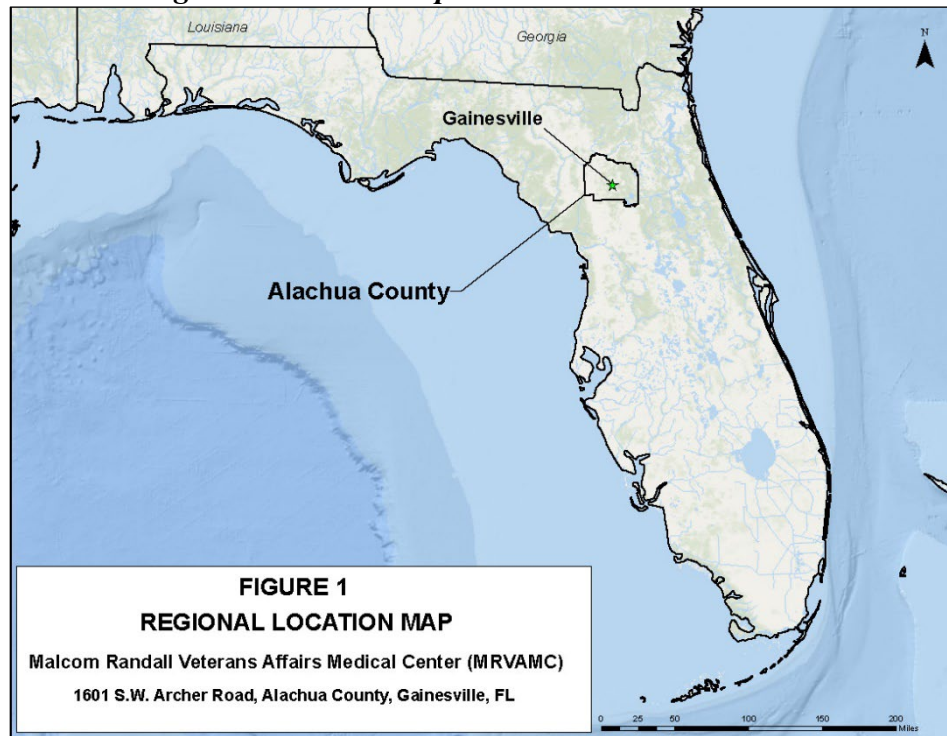 Louisiana
Georgia
N
Gainesville
Alachua County
FIGURE 1
REGIONAL LOCATION MAP
Malcom Randall Veterans Affairs Medical Center (MRVAMC)
1601 S.W. Archer Road, Alachua County, Gainesville, FL
0 25 50 100 150 200
Miles